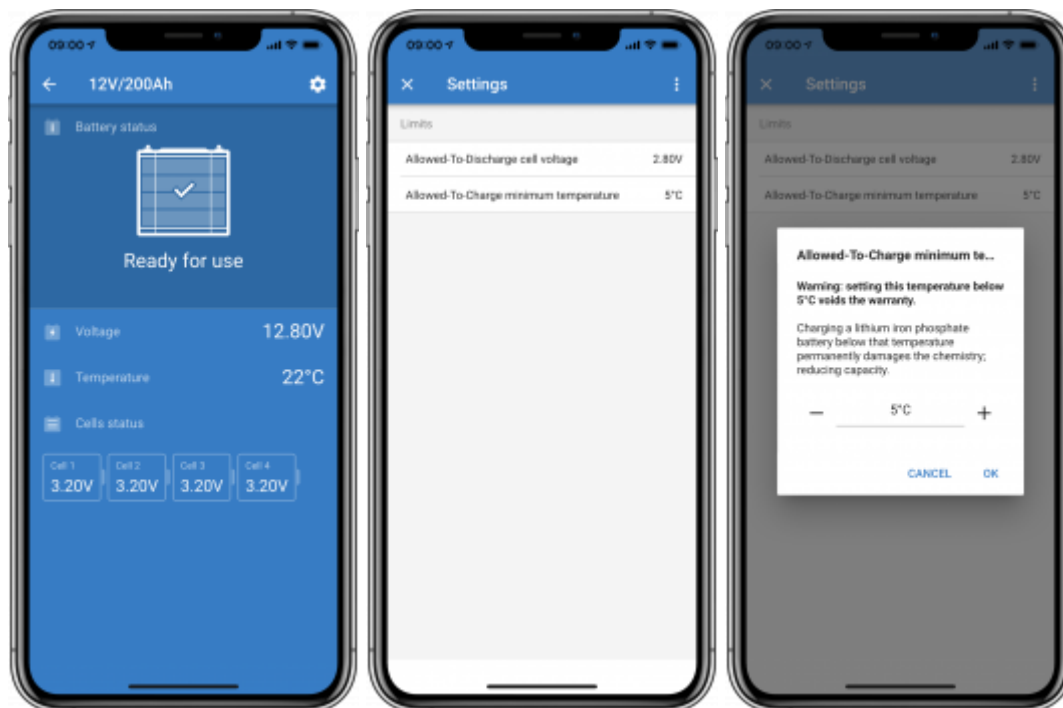 09:00
12V/200Ah
Battery status
Ready for use
Voltage 12.80V
Temperature 22°C
Cells status
Cell 1 Cell 2 Cell 3 Cell 4
3.20V 3.20V 3.20V 3.20V
09:00
Settings
Limits
Allowed-To-Discharge cell voltage 2.80V
Allowed-To-Charge minimum temperature 5°C
09:00
Settings
Limits
Allowed-To-Discharge cell voltage 2.80V
Allowed-To-Charge minimum temperature 5°C
Allowed-To-Charge minimum te...
Warning: setting this temperature below
5°C voids the warranty.
Charging a lithium iron phosphate
battery below that temperature
permanently damages the chemistry;
reducing capacity.
5°C
CANCEL OK